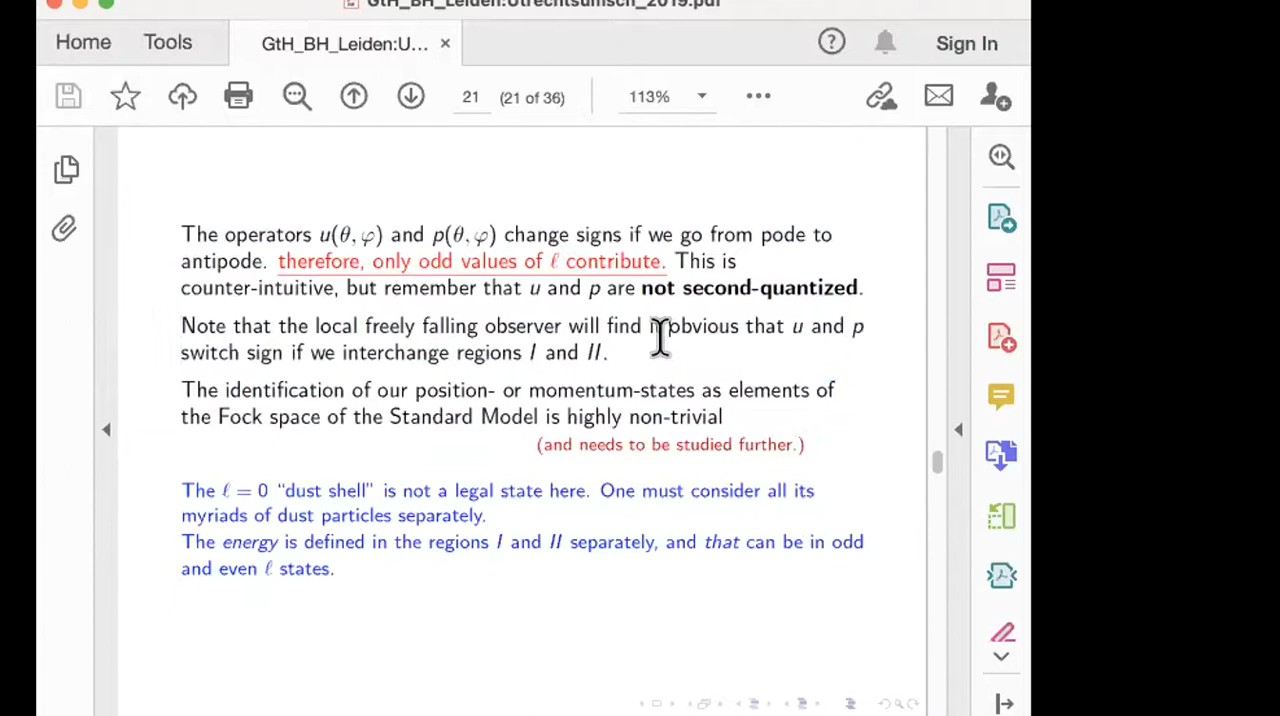 GtH_BH_Leiden:Utrechtsumsch_2019.pdf
Home Tools GtH_BH_Leiden:U... × Sign In
21 (21 of 36) 113%
The operators u(θ, φ) and p(θ, φ) change signs if we go from pode to
antipode. therefore, only odd values of ℓ contribute. This is
counter-intuitive, but remember that u and p are not second-quantized.
Note that the local freely falling observer will find obvious that u and p
switch sign if we interchange regions I and II.
The identification of our position- or momentum-states as elements of
the Fock space of the Standard Model is highly non-trivial
(and needs to be studied further.)
The ℓ = 0 “dust shell” is not a legal state here. One must consider all its
myriads of dust particles separately.
The energy is defined in the regions I and II separately, and that can be in odd
and even ℓ states.